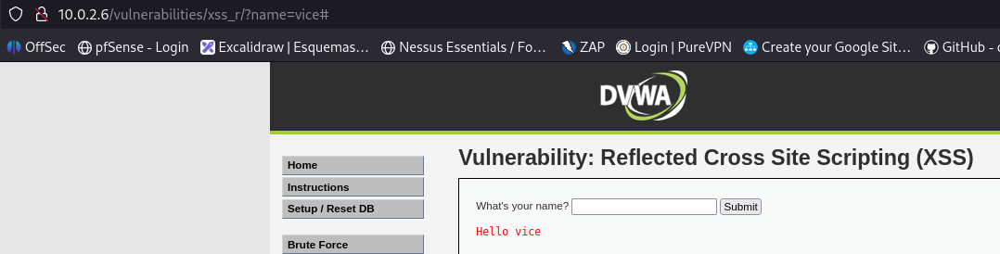 10.0.2.6/vulnerabilities/xss_r/?name=vice#
OffSec pfSense - Login Excalidraw | Esquemas… Nessus Essentials / Fo… ZAP Login | PureVPN Create your Google Sit… GitHub -
DVWA
Vulnerability: Reflected Cross Site Scripting (XSS)
Home
Instructions
Setup / Reset DB
Brute Force
What's your name? Submit
Hello vice